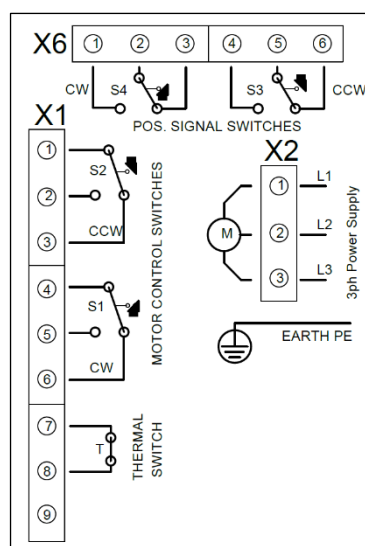 X6 1 2 3 4 5 6
CW S4 S3 CCW
POS. SIGNAL SWITCHES
X1
1
S2
2
CCW
3
4
S1
5
CW
6
MOTOR CONTROL SWITCHES
7
T
8
9
THERMAL
SWITCH
X2
1 L1
M 2 L2
3 L3
3ph Power Supply
EARTH PE